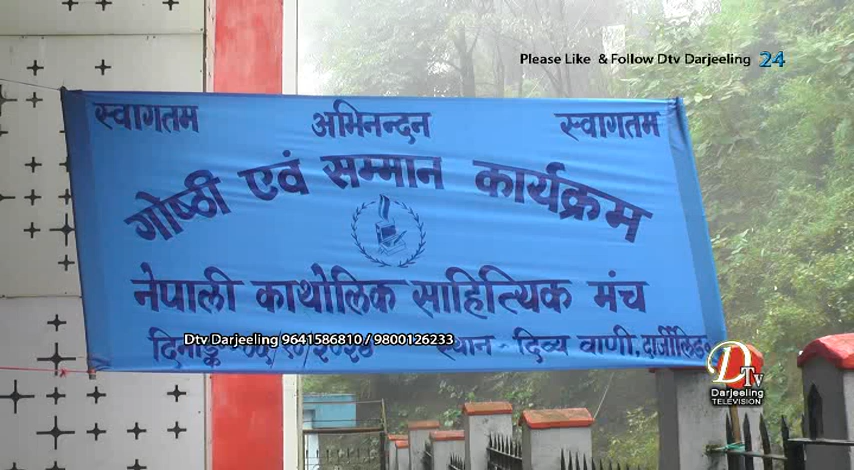 Please Like & Follow Dtv Darjeeling 24
स्वागतम अभिनन्दन स्वागतम
गोष्ठी एवं सम्मान कार्यक्रम
नेपाली काथोलिक साहित्यिक मंच
Dtv Darjeeling 9641586810 / 9800126233
स्थान - दिव्य वाणी, दार्जीलिङ
DTv
Darjeeling
TELEVISION